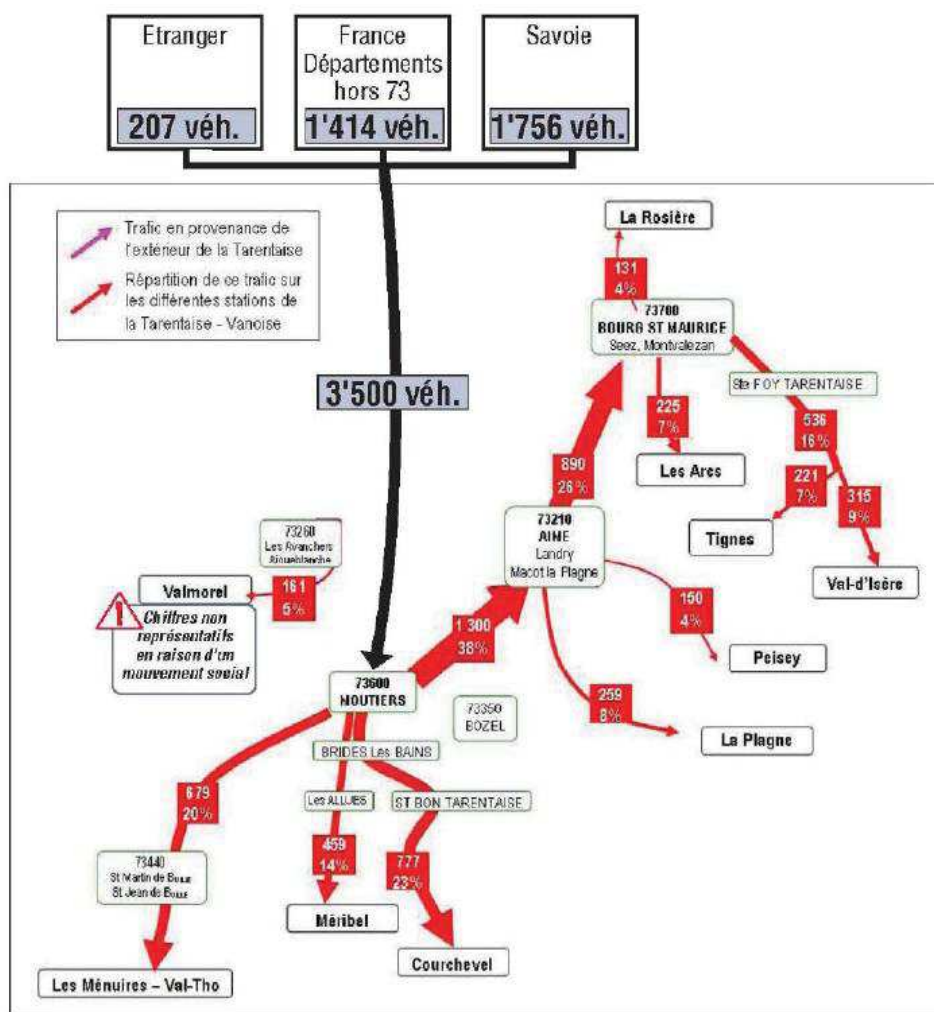 Etranger
207 véh.
France
Départements
hors 73
1'414 véh.
Savoie
1'756 véh.
Trafic en provenance de
l'extérieur de la Tarentaise
Répartition de ce trafic sur
les différentes stations de
la Tarentaise - Vanoise
3'500 véh.
La Rosière
131
4%
73700
BOURG ST MAURICE
Seez, Montvalezan
Ste FOY TARENTAISE
225
7%
536
16%
Les Arcs
890
26%
221
7%
315
9%
Tignes
Val-d'Isère
73210
AIME
Landry
Macot la Plagne
73260
Les Avanchers
Aigueblanche
Valmorel
161
5%
Chiffres non
représentatifs
en raison d'un
mouvement social
150
4%
1 300
38%
Peisey
73600
MOUTIERS
73350
BOZEL
259
8%
La Plagne
BRIDES Les BAINS
679
20%
Les ALLUES
ST BON TARENTAISE
459
14%
777
23%
73440
St Martin de
St Jean de
Méribel
Courchevel
Les Ménuires – Val-Tho